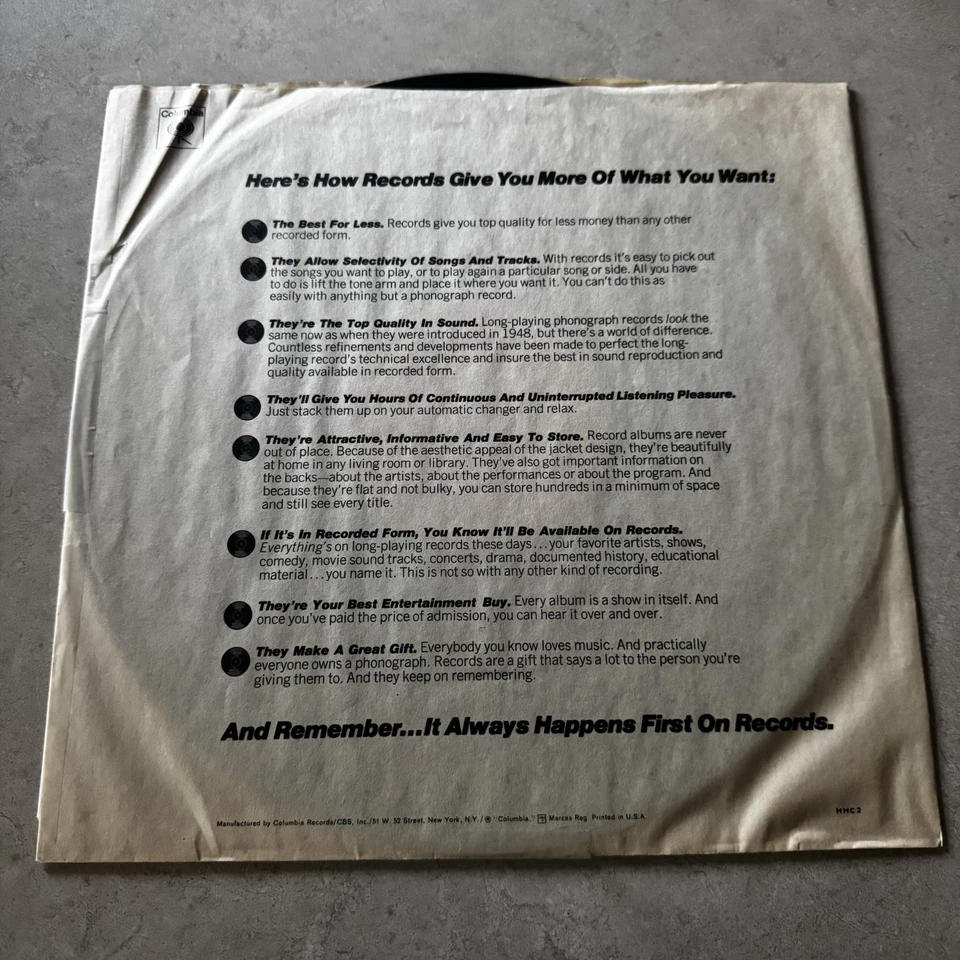 Columbia
Here's How Records Give You More Of What You Want:
The Best For Less. Records give you top quality for less money than any other
recorded form.
They Allow Selectivity Of Songs And Tracks. With records it's easy to pick out
the songs you want to play, or to play again a particular song or side. All you have
to do is lift the tone arm and place it where you want it. You can't do this as
easily with anything but a phonograph record.
They're The Top Quality In Sound. Long-playing phonograph records look the
same now as when they were introduced in 1948, but there's a world of difference.
Countless refinements and developments have been made to perfect the long-
playing record's technical excellence and insure the best in sound reproduction and
quality available in recorded form.
They'll Give You Hours Of Continuous And Uninterrupted Listening Pleasure.
Just stack them up on your automatic changer and relax.
They're Attractive, Informative And Easy To Store. Record albums are never
out of place. Because of the aesthetic appeal of the jacket design, they're beautifully
at home in any living room or library. They've also got important information on
the backs—about the artists, about the performances or about the program. And
because they're flat and not bulky, you can store hundreds in a minimum of space
and still see every title.
If It's In Recorded Form, You Know It'll Be Available On Records.
Everything's on long-playing records these days...your favorite artists, shows,
comedy, movie sound tracks, concerts, drama, documented history, educational
material...you name it. This is not so with any other kind of recording.
They're Your Best Entertainment Buy. Every album is a show in itself. And
once you've paid the price of admission, you can hear it over and over.
They Make A Great Gift. Everybody you know loves music. And practically
everyone owns a phonograph. Records are a gift that says a lot to the person you're
giving them to. And they keep on remembering.
And Remember...It Always Happens First On Records.
HHC 2
Manufactured by Columbia Records/CBS, Inc./51 W. 52 Street, New York, N.Y./® "Columbia," Marcas Reg. Printed in U.S.A.